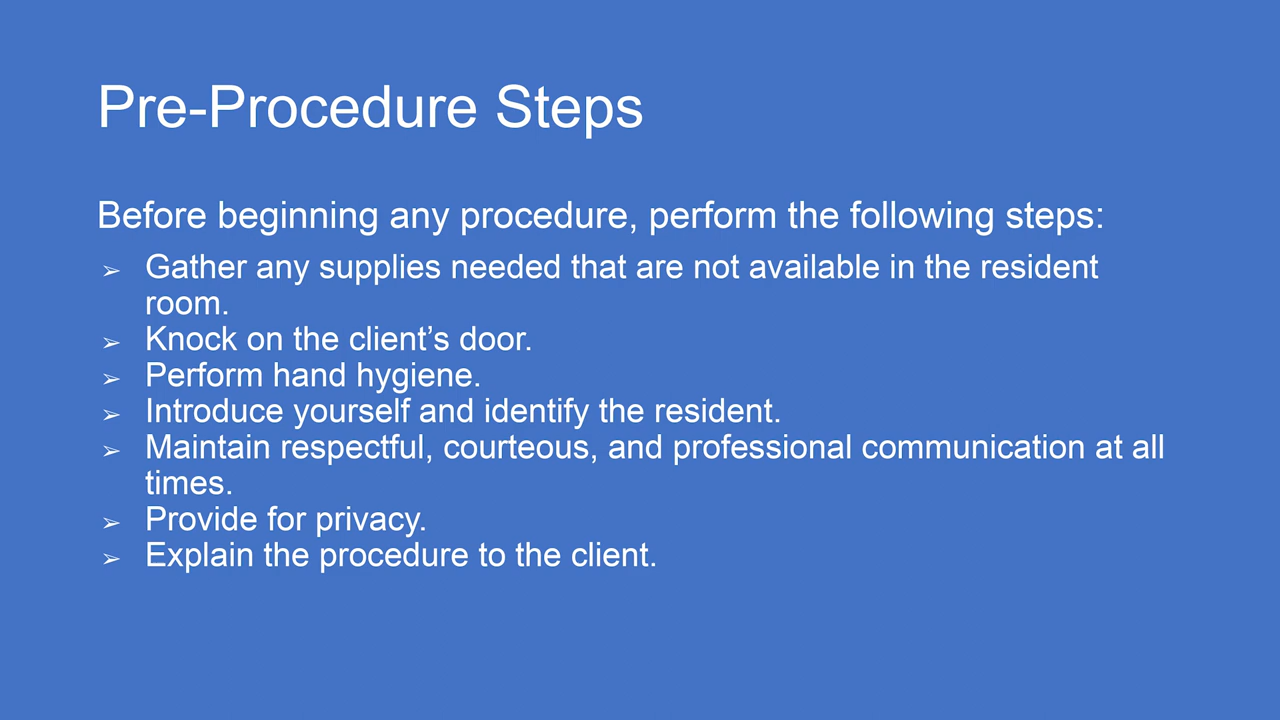 Pre-Procedure Steps
Before beginning any procedure, perform the following steps:
➢ Gather any supplies needed that are not available in the resident
room.
➢ Knock on the client’s door.
➢ Perform hand hygiene.
➢ Introduce yourself and identify the resident.
➢ Maintain respectful, courteous, and professional communication at all
times.
➢ Provide for privacy.
➢ Explain the procedure to the client.